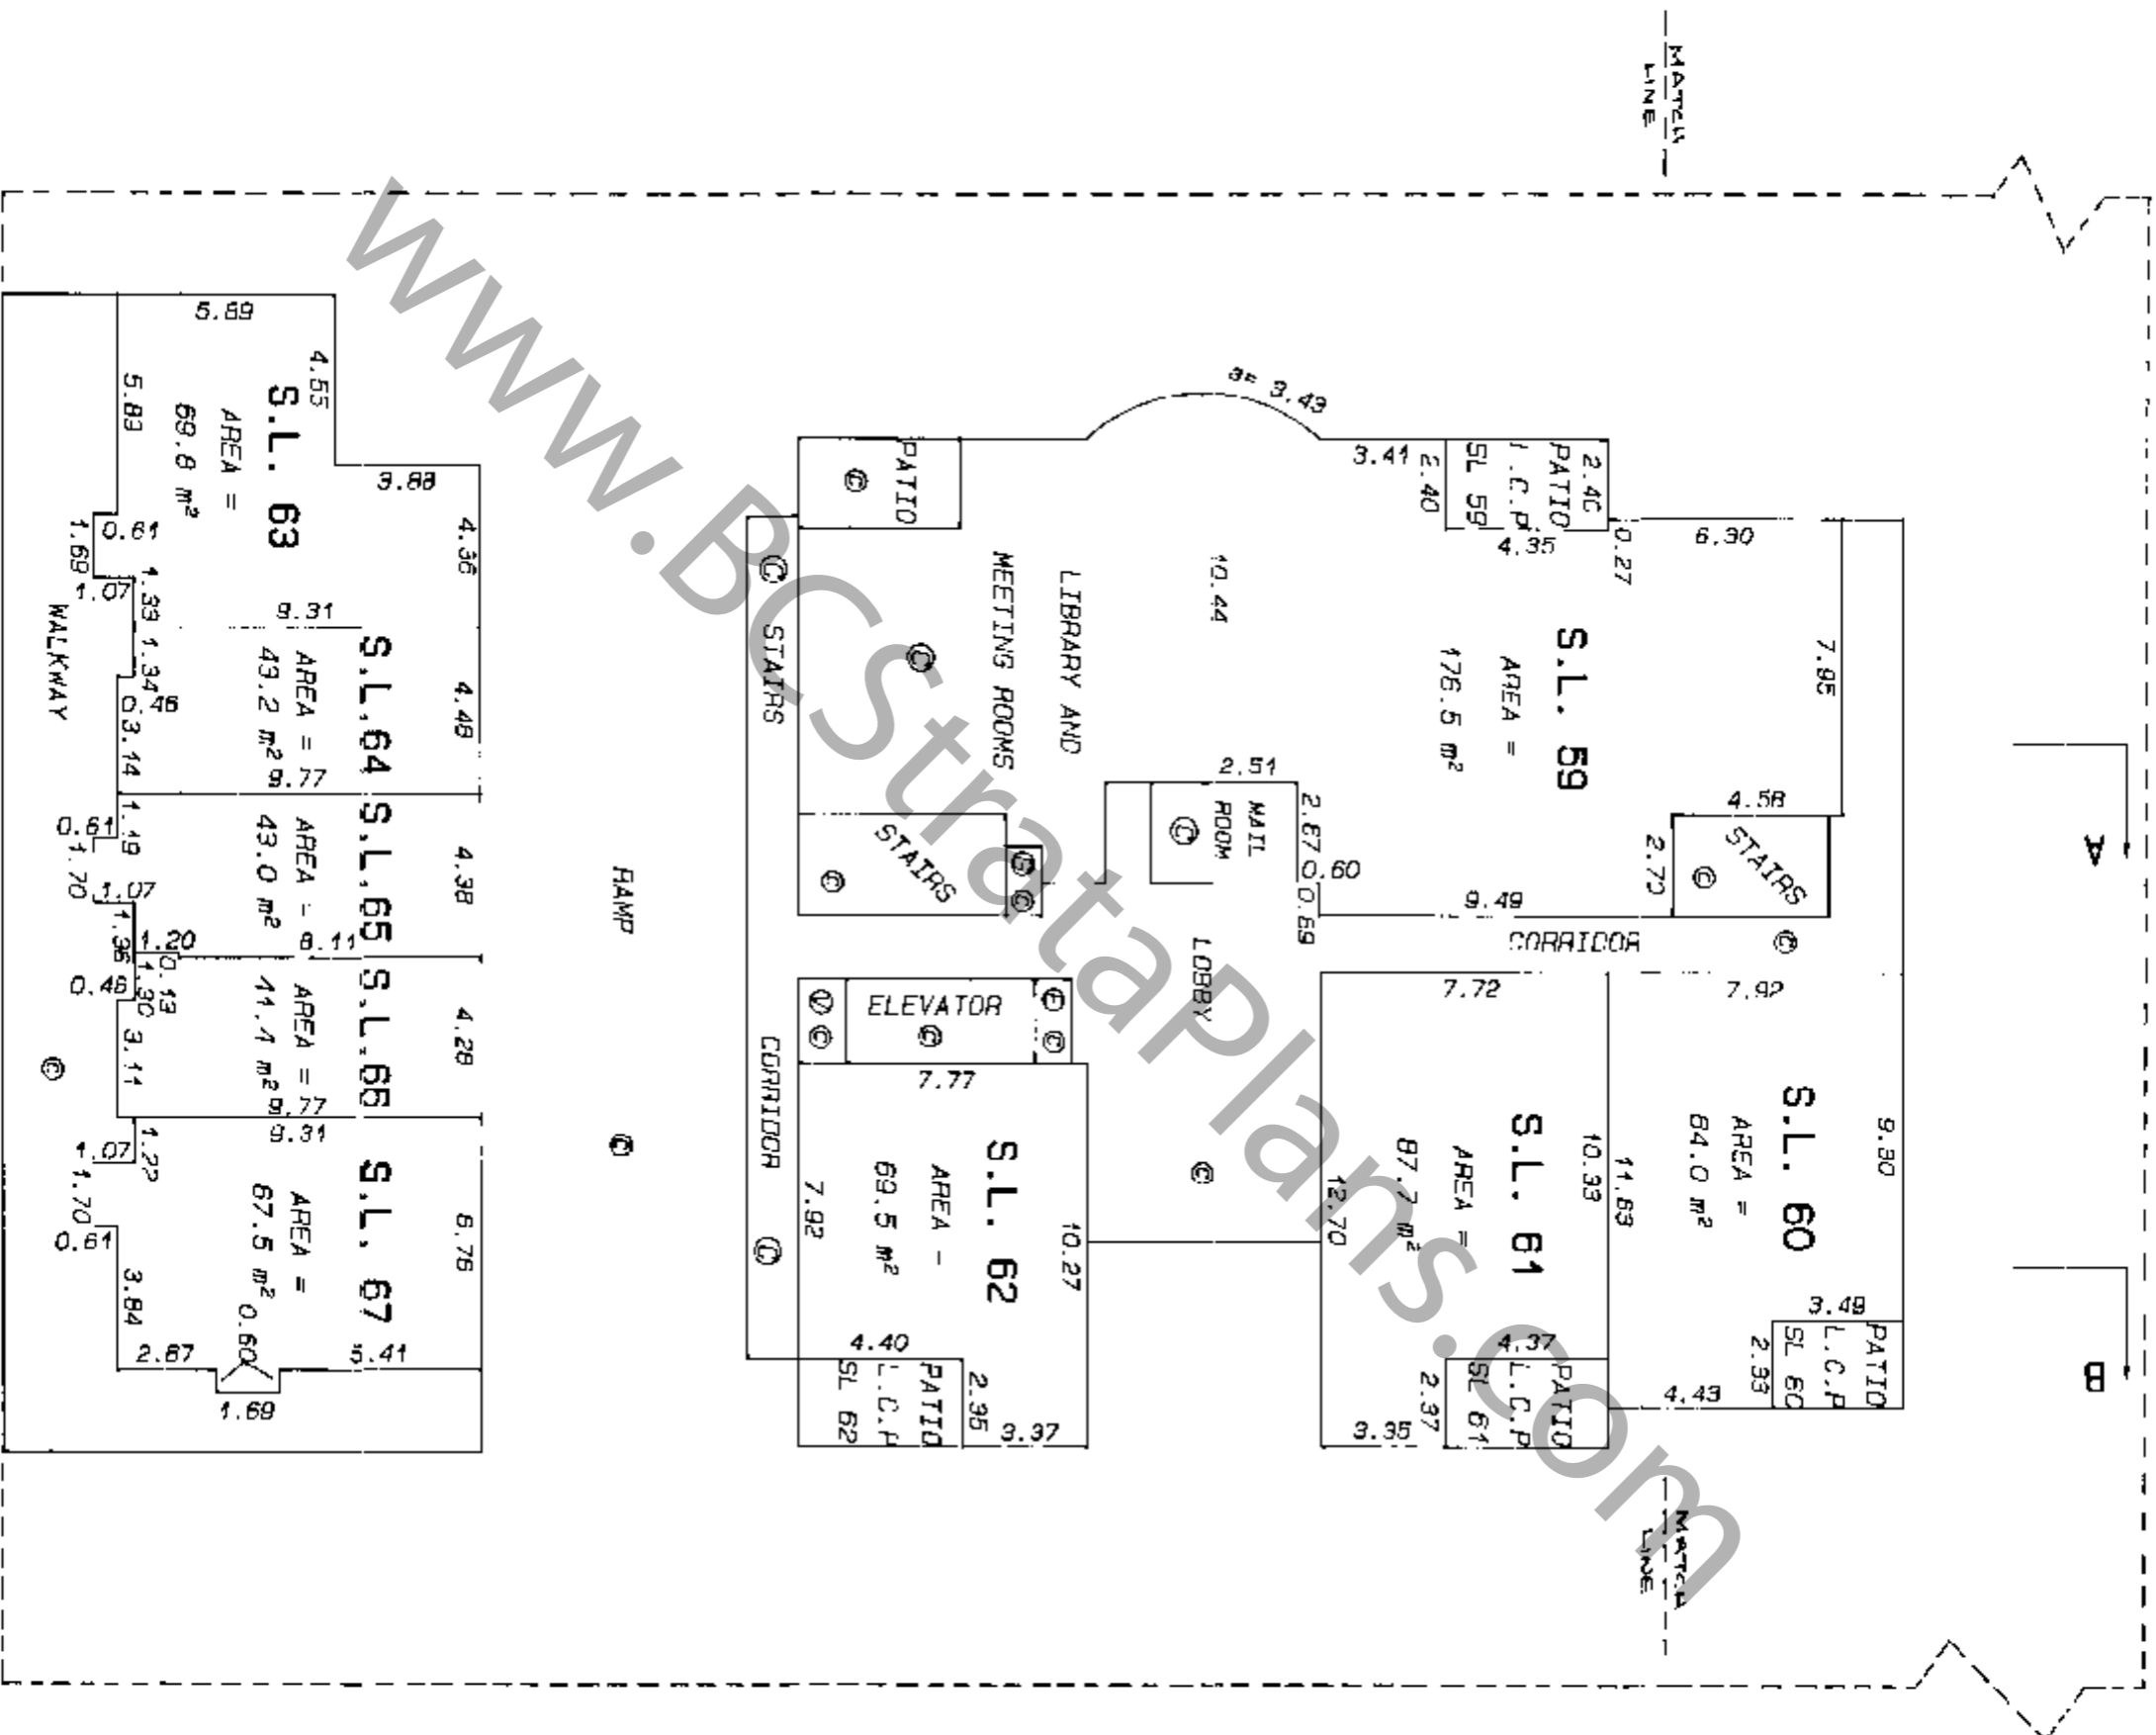 MATCH
LINE
A
B
S.L. 63
AREA =
69.8 m²
5.89
4.55
3.88
4.36
5.83
0.61
1.69
1.07
1.33
9.31
WALKWAY
S.L. 64
AREA =
43.2 m²
4.48
1.34
0.46
3.14
9.77
S.L. 65
AREA -
43.0 m²
4.38
1.19
0.61
1.70
1.07
1.36
1.20
8.11
0.13
S.L. 66
AREA =
41.4 m²
4.28
1.30
0.46
3.11
9.77
9.31
S.L. 67
AREA =
67.5 m²
6.76
1.22
1.07
1.70
0.61
3.84
2.67
0.60
1.69
5.41
©
RAMP
©
PATIO
©
© STAIRS
CORRIDOR ©
LIBRARY AND
MEETING ROOMS
©
a= 3.43
10.44
3.41
STAIRS
©
MAIL
ROOM
©
2.51
2.67
0.60
0.69
LOBBY
©
ELEVATOR
©
S.L. 59
AREA =
176.5 m²
PATIO
L.C.P
SL 59
2.40
2.40
4.35
0.27
6.30
7.85
4.58
2.70
9.49
STAIRS
©
CORRIDOR ©
S.L. 60
AREA =
84.0 m²
7.92
9.30
11.63
3.49
2.33
4.43
PATIO
L.C.P
SL 60
S.L. 61
AREA =
87.7 m²
7.72
10.33
12.70
4.37
2.37
3.35
PATIO
L.C.P
SL 61
S.L. 62
AREA -
69.5 m²
7.77
7.92
10.27
4.40
2.35
3.37
PATIO
L.C.P
SL 62
MATCH
LINE
www.BCStrataPlans.com